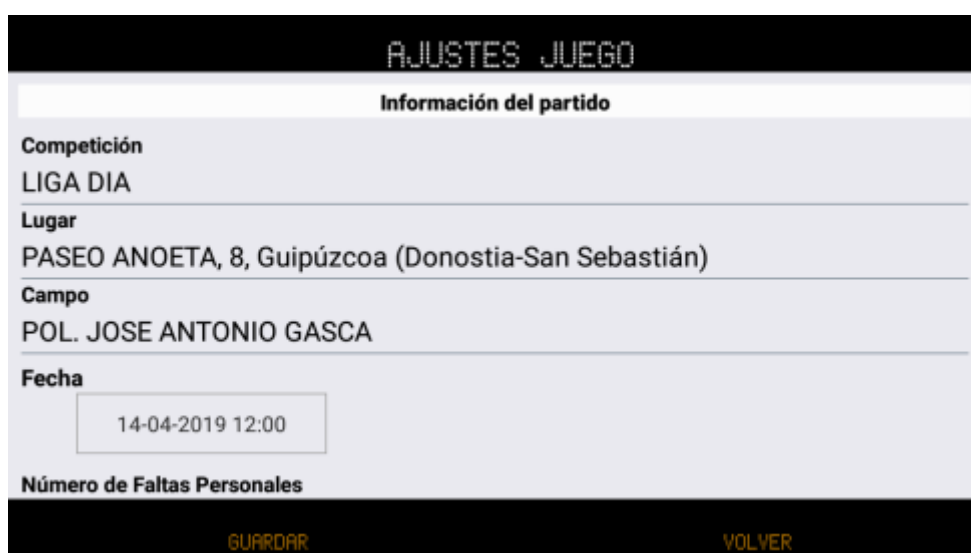 AJUSTES JUEGO
Información del partido
Competición
LIGA DIA
Lugar
PASEO ANOETA, 8, Guipúzcoa (Donostia-San Sebastián)
Campo
POL. JOSE ANTONIO GASCA
Fecha
14-04-2019 12:00
Número de Faltas Personales
GUARDAR VOLVER